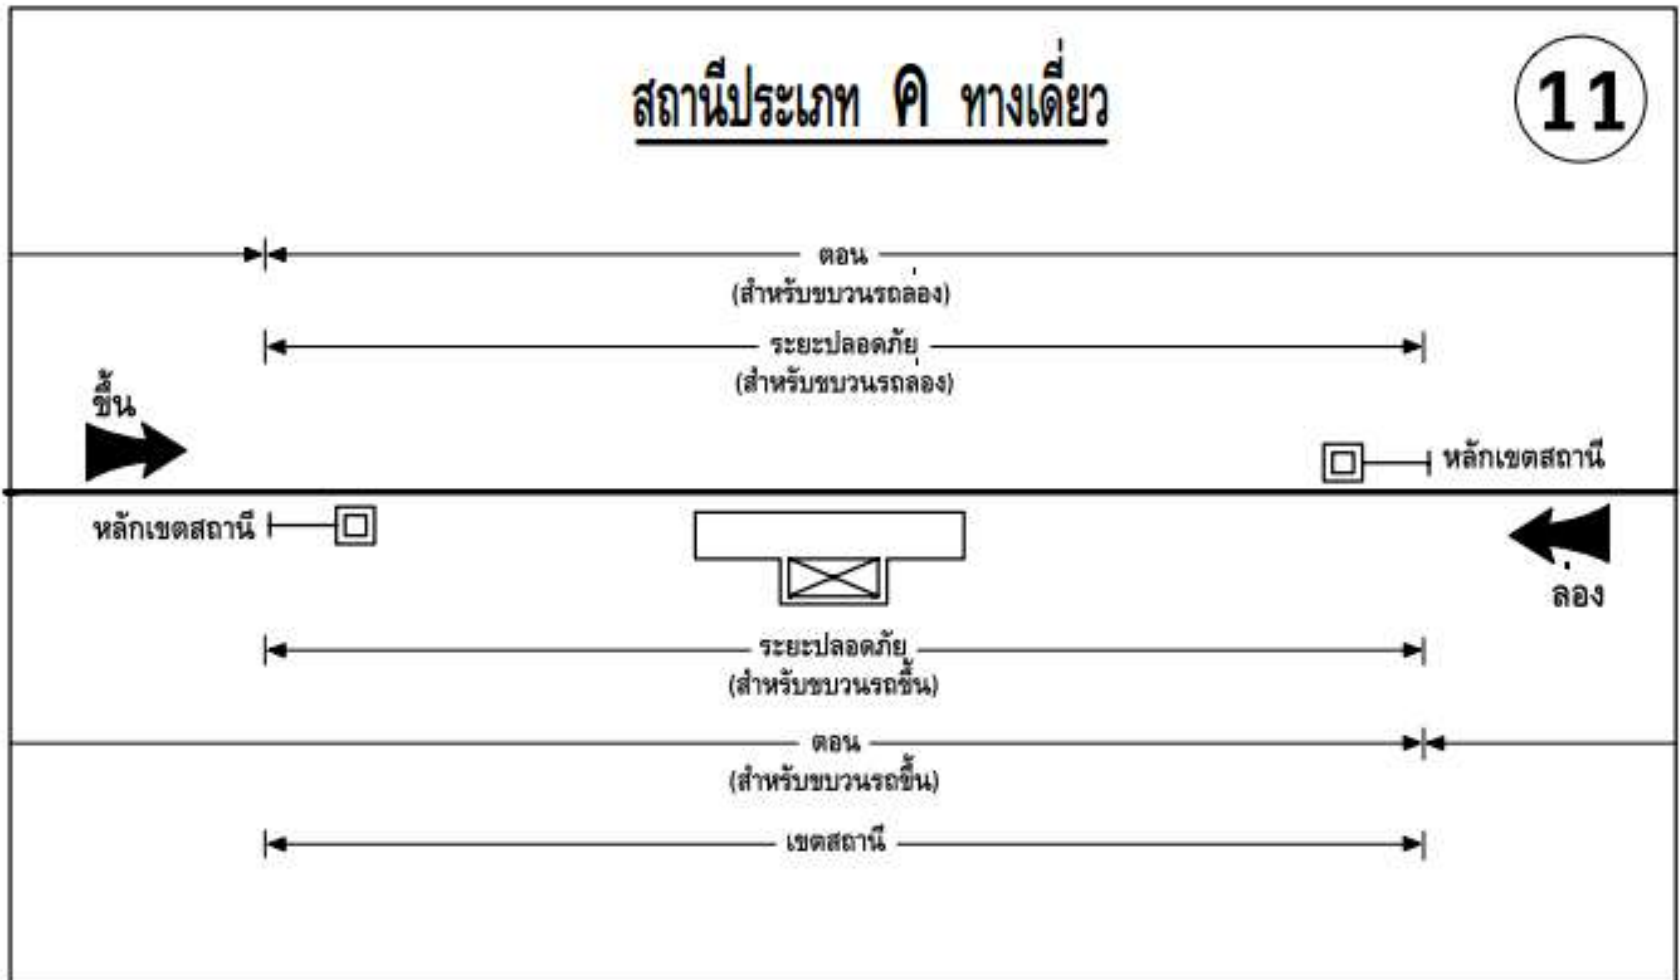 สถานีประเภท ค ทางเดี่ยว
11
ตอน
(สำหรับขบวนรถล่อง)
ระยะปลอดภัย
(สำหรับขบวนรถล่อง)
ขึ้น
หลักเขตสถานี
หลักเขตสถานี
ล่อง
ระยะปลอดภัย
(สำหรับขบวนรถขึ้น)
ตอน
(สำหรับขบวนรถขึ้น)
เขตสถานี